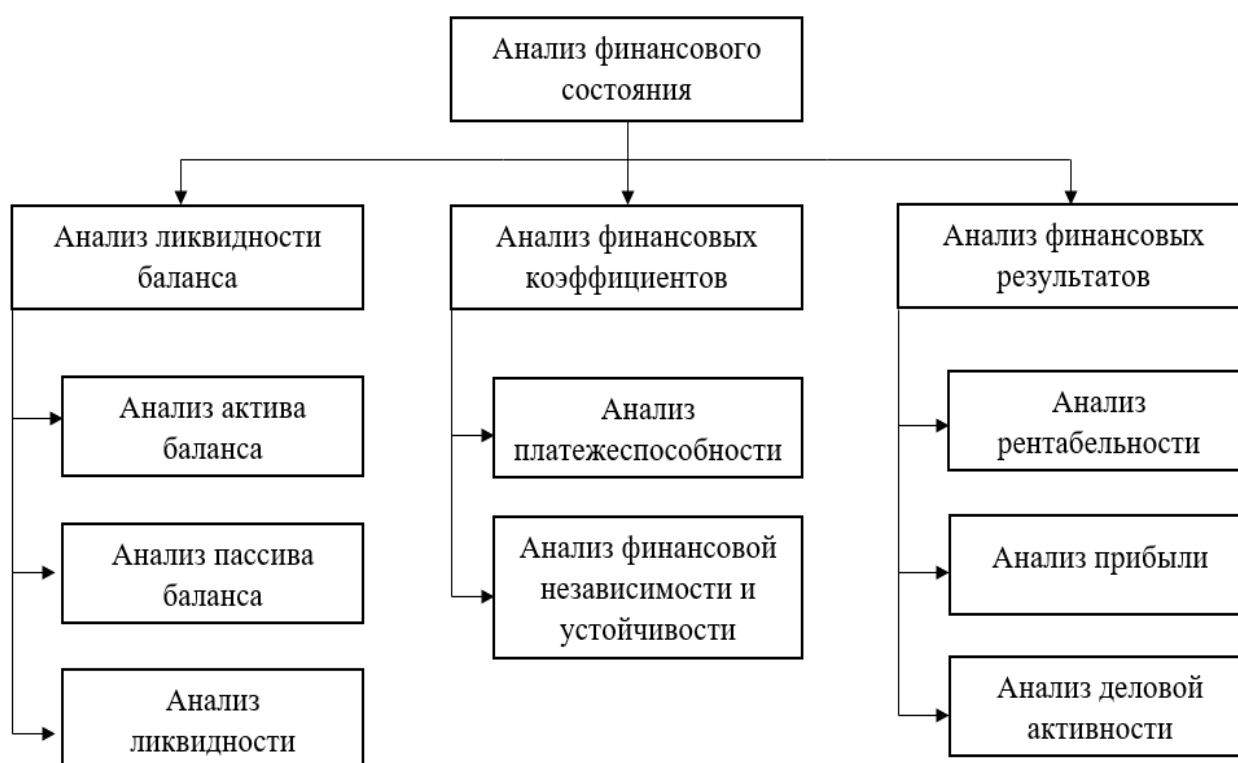 Анализ финансового
состояния
Анализ ликвидности
баланса
Анализ финансовых
коэффициентов
Анализ финансовых
результатов
Анализ актива
баланса
Анализ
платежеспособности
Анализ
рентабельности
Анализ пассива
баланса
Анализ финансовой
независимости и
устойчивости
Анализ прибыли
Анализ
ликвидности
Анализ деловой
активности